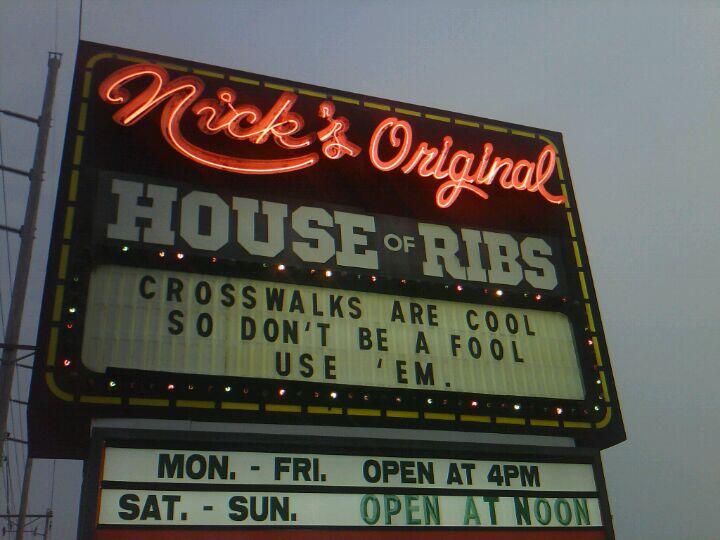 Nick's Original
HOUSE OF RIBS
CROSSWALKS ARE COOL
SO DON'T BE A FOOL
USE 'EM.
MON. - FRI. OPEN AT 4PM
SAT. - SUN. OPEN AT NOON